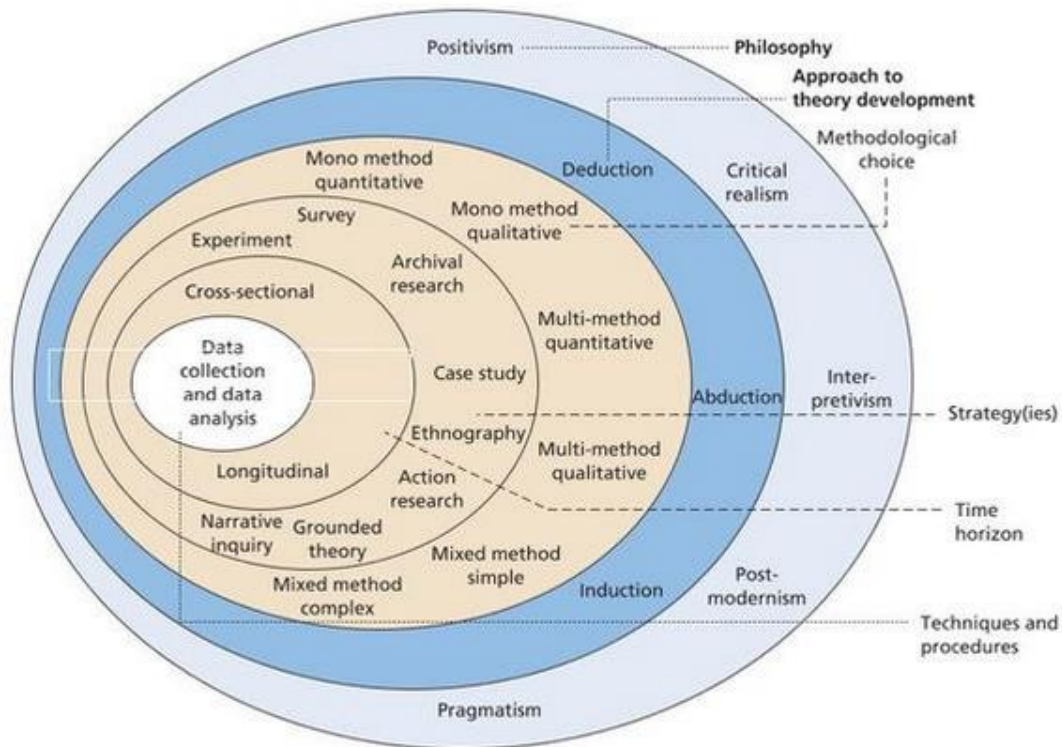 Positivism
Philosophy
Approach to
theory development
Methodological
choice
Mono method
quantitative
Deduction
Critical
realism
Survey
Mono method
qualitative
Experiment
Archival
research
Cross-sectional
Multi-method
quantitative
Data
collection
and data
analysis
Case study
Abduction
Inter-
pretivism
Strategy(ies)
Ethnography
Multi-method
qualitative
Longitudinal
Action
research
Time
horizon
Narrative
inquiry
Grounded
theory
Mixed method
simple
Mixed method
complex
Induction
Post-
modernism
Techniques and
procedures
Pragmatism